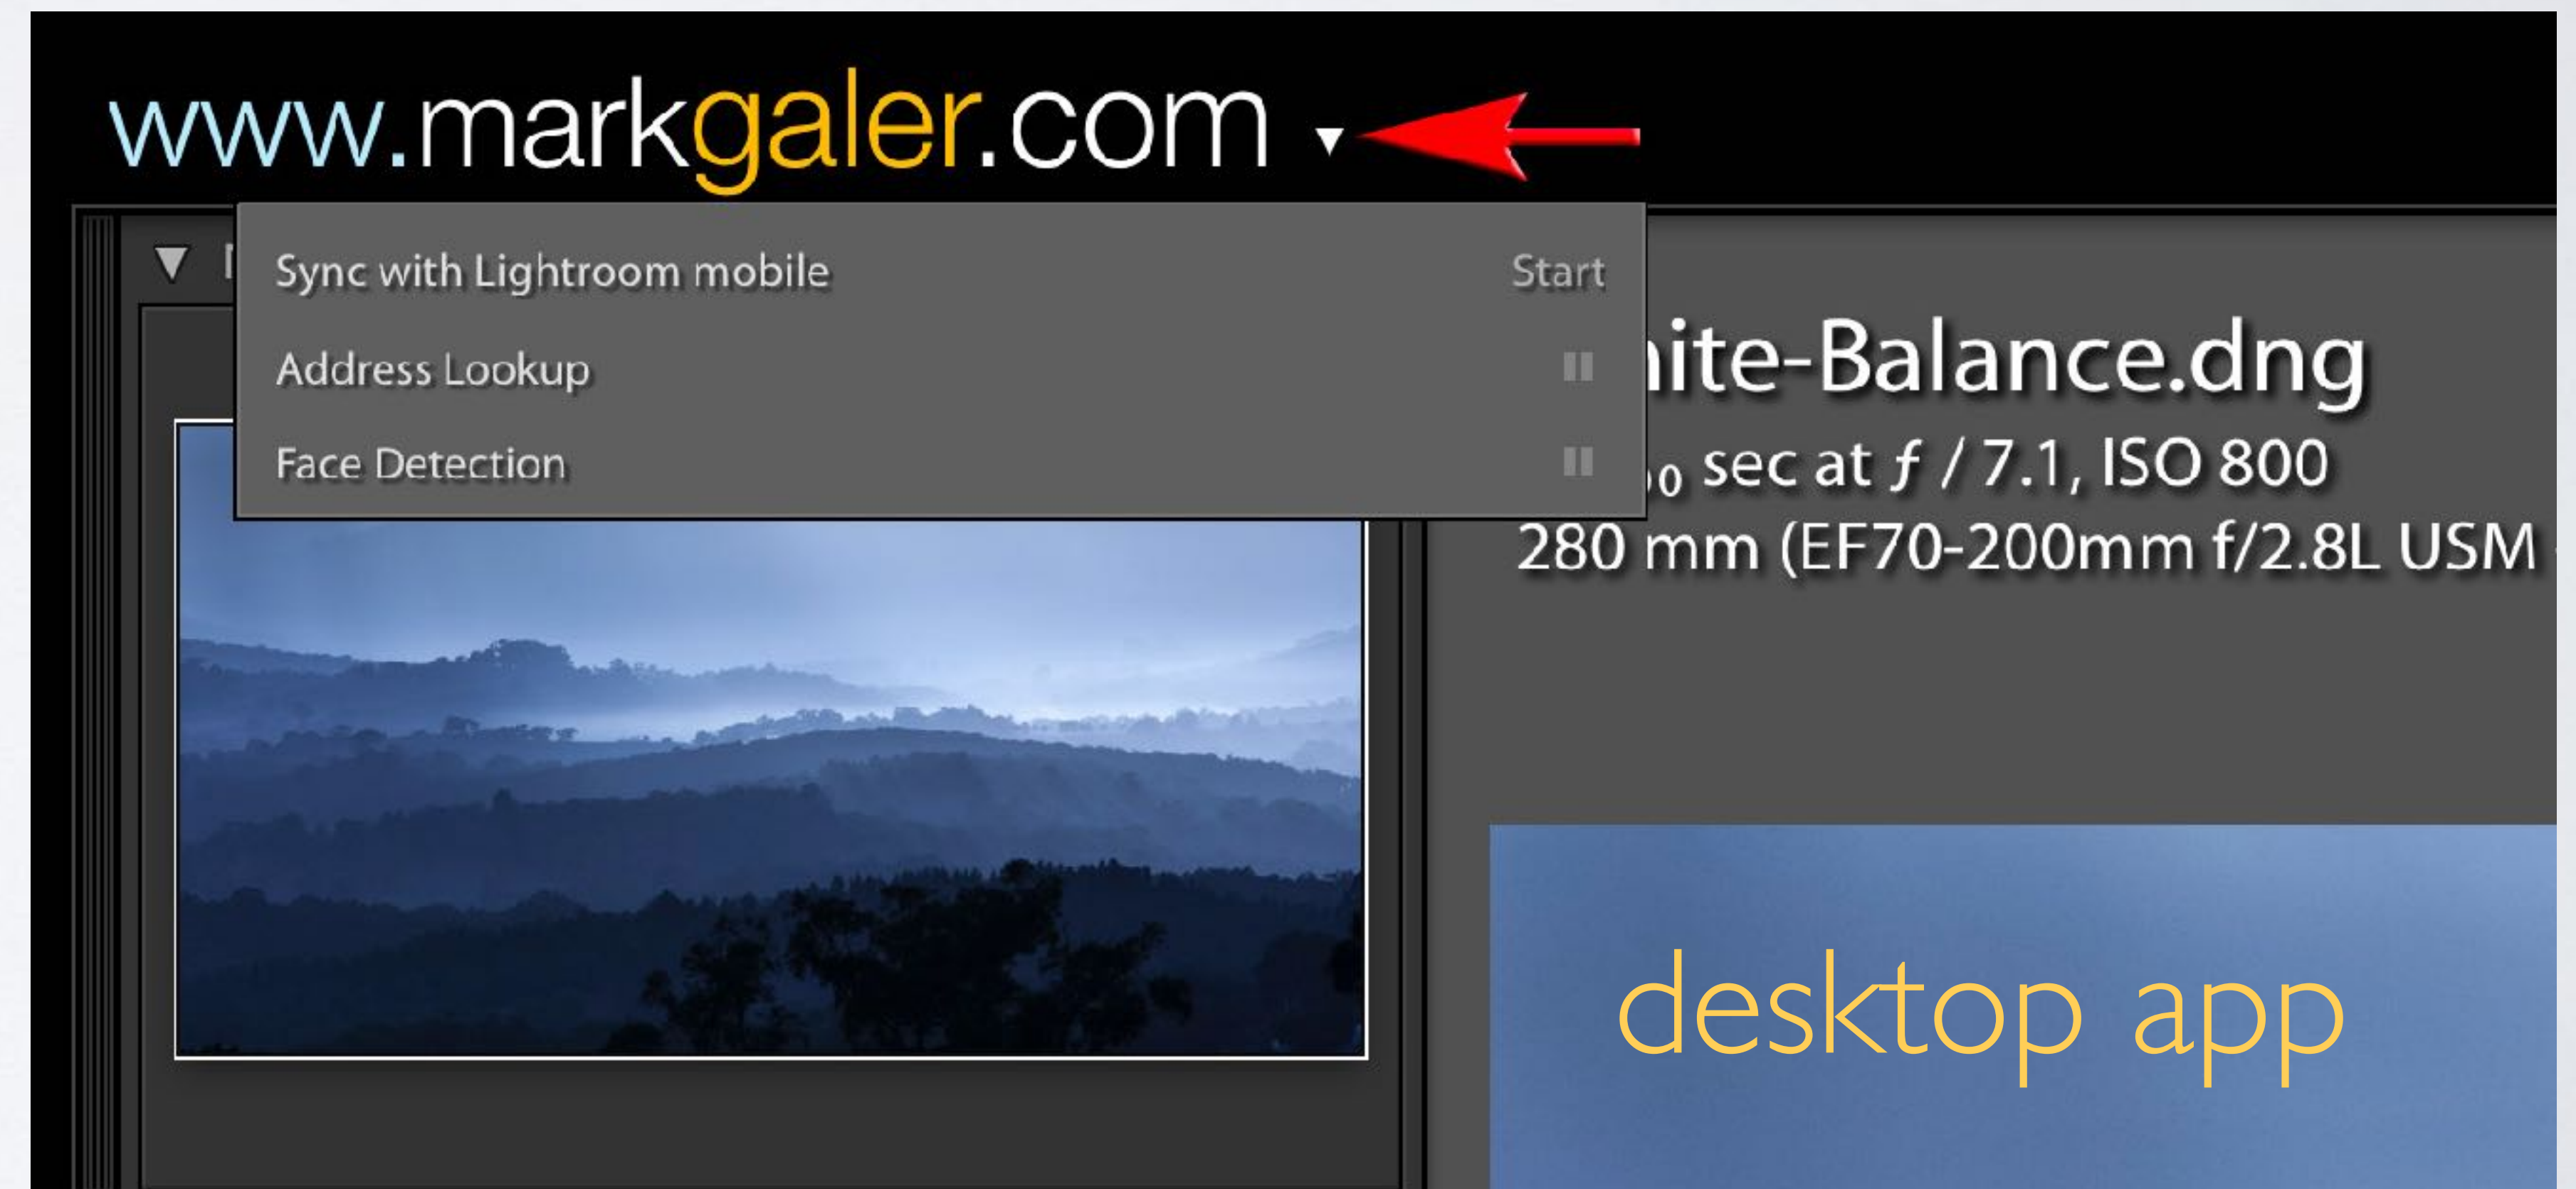 www.markgaler.com
Sync with Lightroom mobile Start
Address Lookup
Face Detection
-Balance.dng
sec at ƒ / 7.1, ISO 800
280 mm (EF70-200mm f/2.8L USM
desktop app